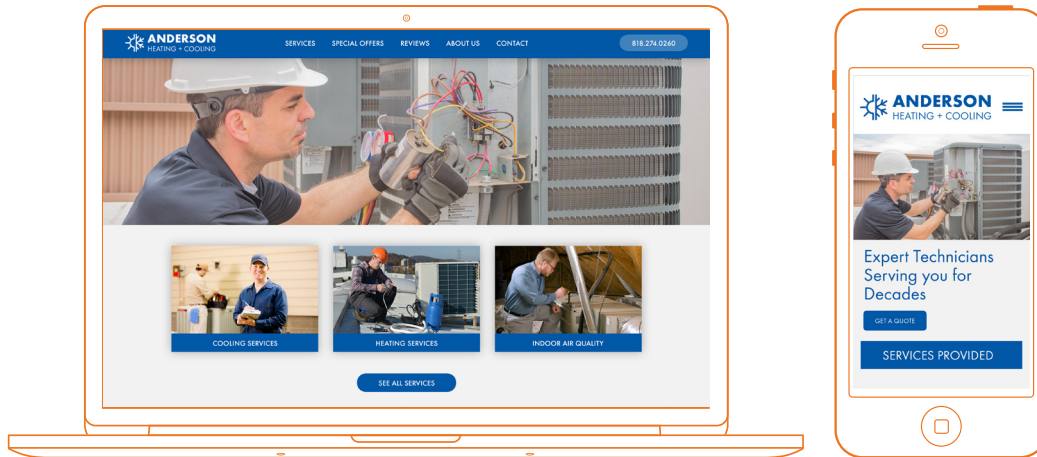 ANDERSON
HEATING + COOLING
SERVICES SPECIAL OFFERS REVIEWS ABOUT US CONTACT 818.274.0260
COOLING SERVICES HEATING SERVICES INDOOR AIR QUALITY
SEE ALL SERVICES
ANDERSON
HEATING + COOLING
Expert Technicians
Serving you for
Decades
GET A QUOTE
SERVICES PROVIDED